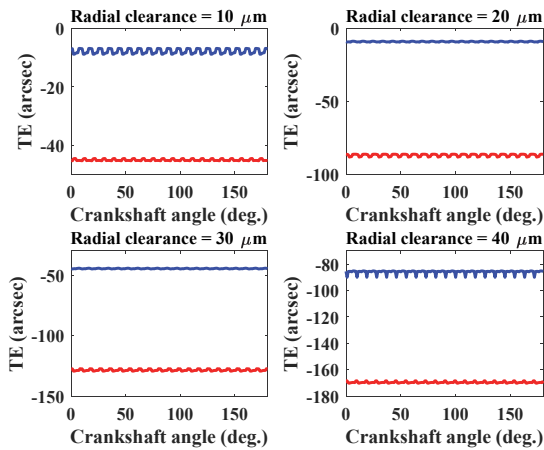 Radial clearance = 10 μm
0
-20
-40
TE (arcsec)
0 50 100 150
Crankshaft angle (deg.)
Radial clearance = 20 μm
0
-50
-100
TE (arcsec)
0 50 100 150
Crankshaft angle (deg.)
Radial clearance = 30 μm
-50
-100
-150
TE (arcsec)
0 50 100 150
Crankshaft angle (deg.)
Radial clearance = 40 μm
-80
-100
-120
-140
-160
-180
TE (arcsec)
0 50 100 150
Crankshaft angle (deg.)